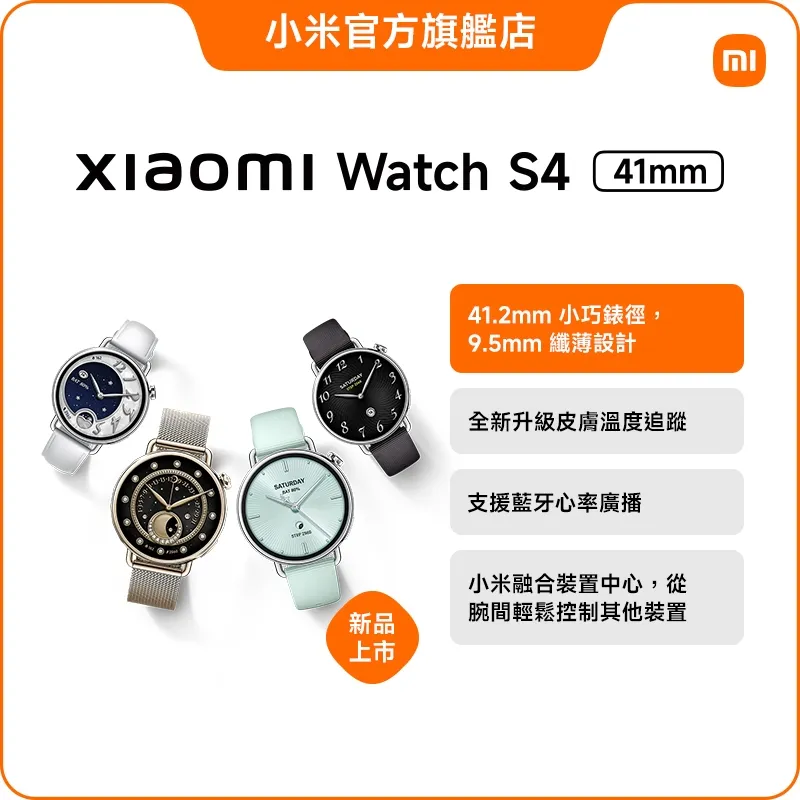 小米官方旗艦店
mi
xiaomi Watch S4 41mm
41.2mm 小巧錶徑，
9.5mm 纖薄設計
全新升級皮膚溫度追蹤
支援藍牙心率廣播
小米融合裝置中心，從
腕間輕鬆控制其他裝置
SATURDAY
BAT 80%
SATURDAY
新品
上市